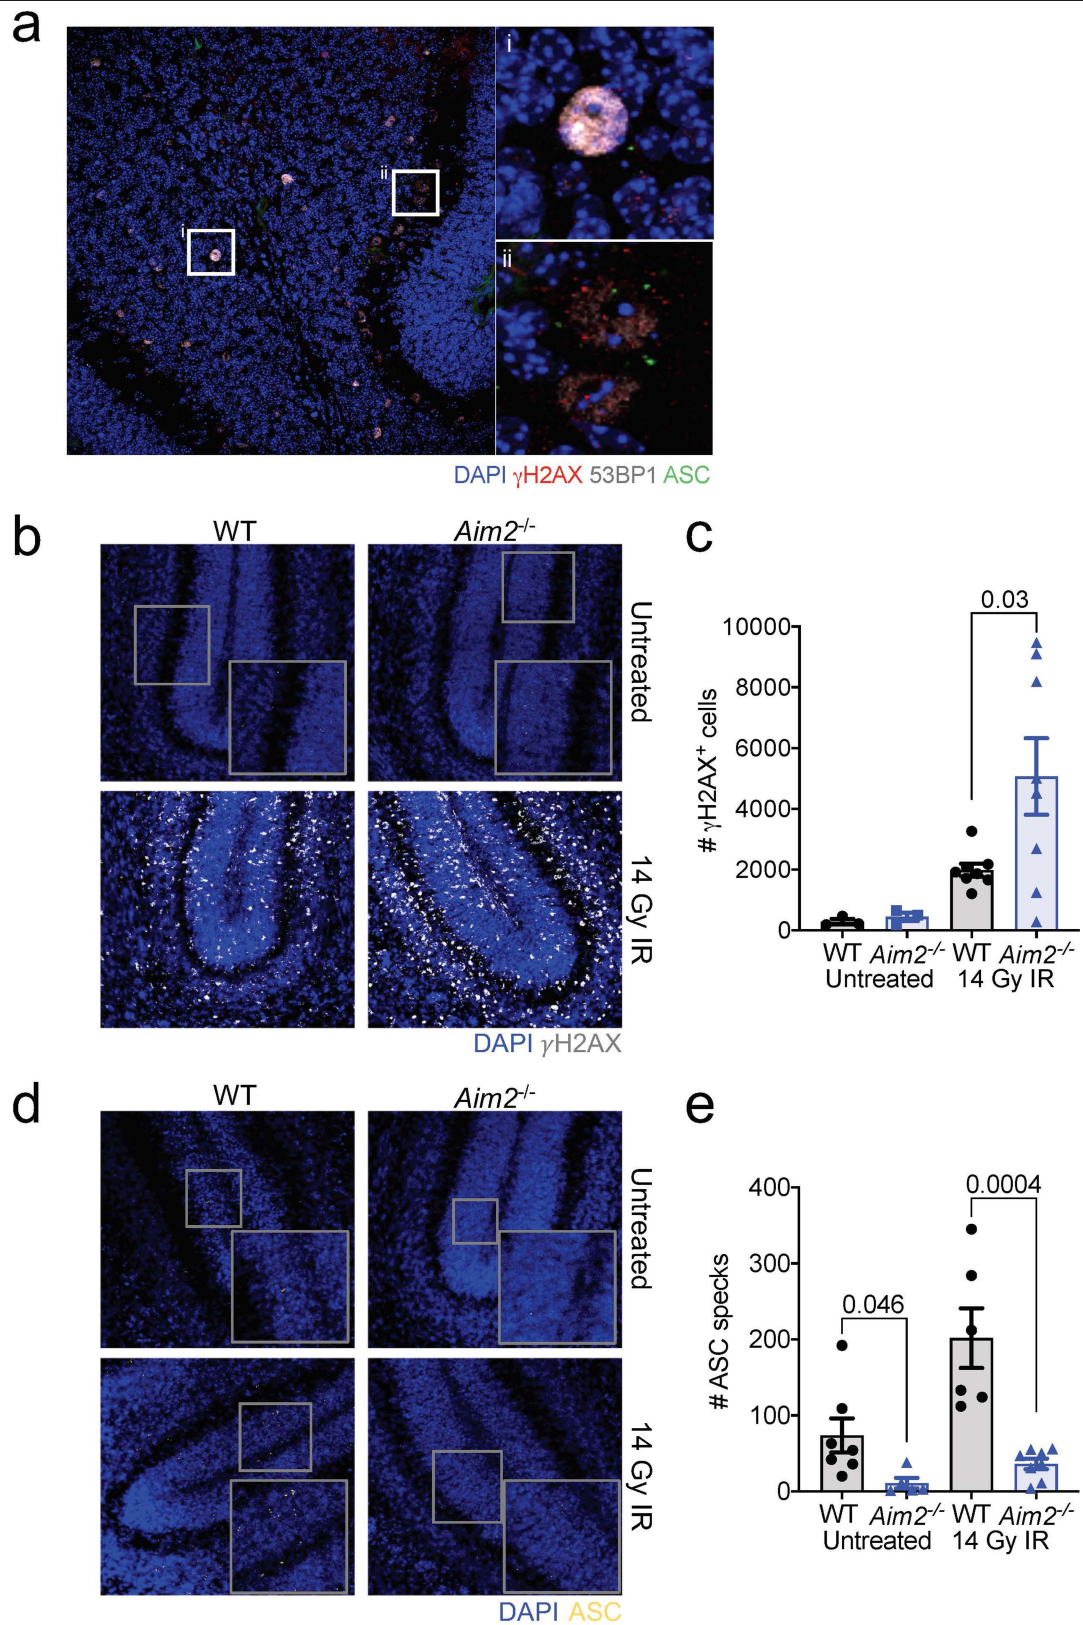 a
i
ii
i
ii
DAPI γH2AX 53BP1 ASC
b
WT
Aim2-/-
Untreated
14 Gy IR
DAPI γH2AX
c
# γH2AX+ cells
10000
8000
6000
4000
2000
0
0.03
WT Aim2-/- WT Aim2-/-
Untreated 14 Gy IR
d
WT
Aim2-/-
Untreated
14 Gy IR
DAPI ASC
e
# ASC specks
400
300
200
100
0
0.046
0.0004
WT Aim2-/- WT Aim2-/-
Untreated 14 Gy IR